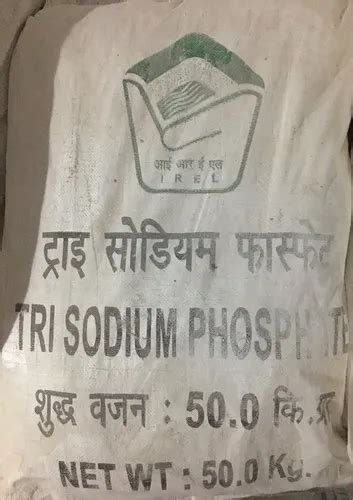 आई आर ई एल
IREL
ट्राइ सोडियम फास्फेट
TRI SODIUM PHOSPHATE
शुद्ध वजन : 50.0 कि. ग्रा
NET WT : 50.0 Kg.